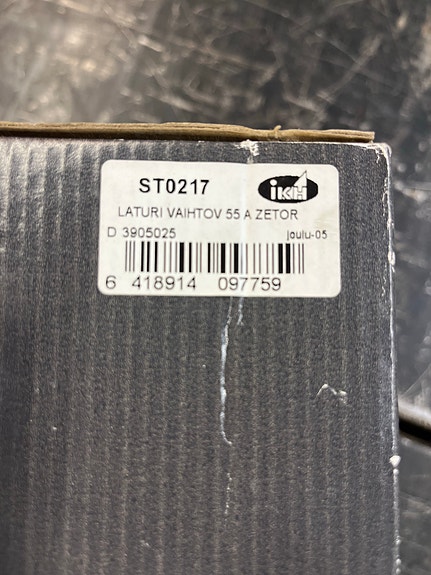 ST0217
IKH
LATURI VAIHTOV 55 A ZETOR
D 3905025 joulu-05
6 418914 097759